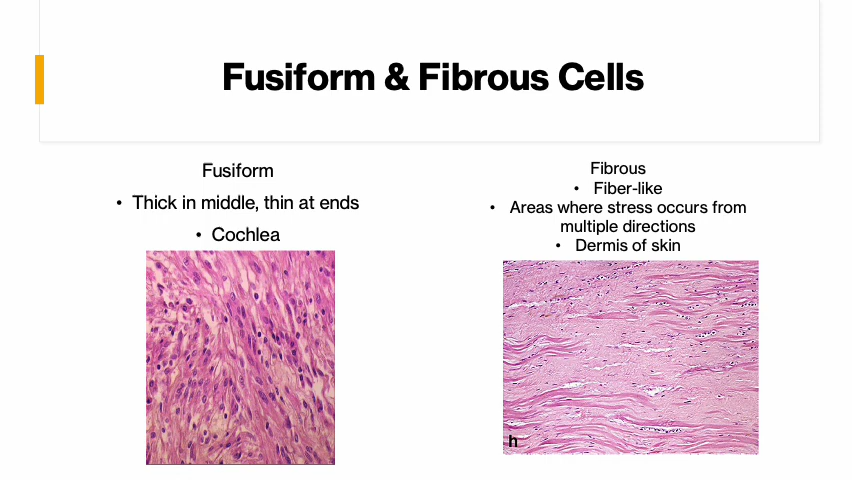 Fusiform & Fibrous Cells
Fusiform
• Thick in middle, thin at ends
• Cochlea
Fibrous
• Fiber-like
• Areas where stress occurs from
multiple directions
• Dermis of skin
h